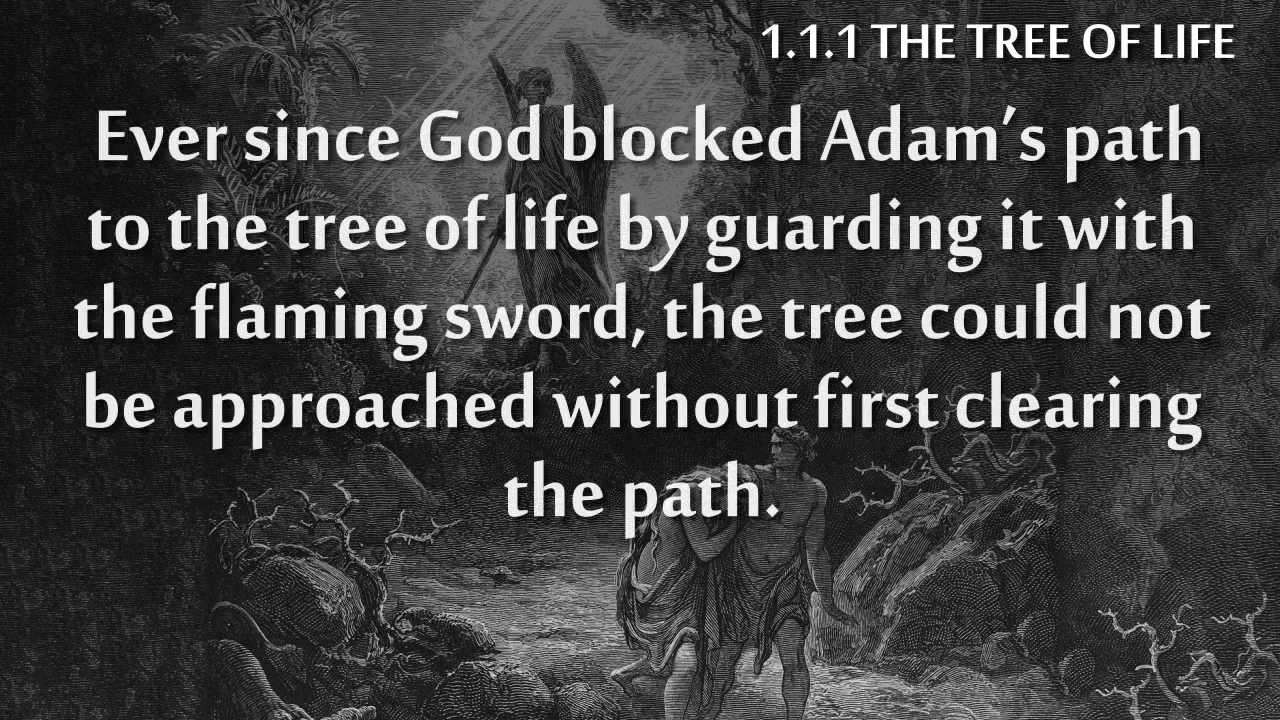 1.1.1 THE TREE OF LIFE
Ever since God blocked Adam’s path
to the tree of life by guarding it with
the flaming sword, the tree could not
be approached without first clearing
the path.